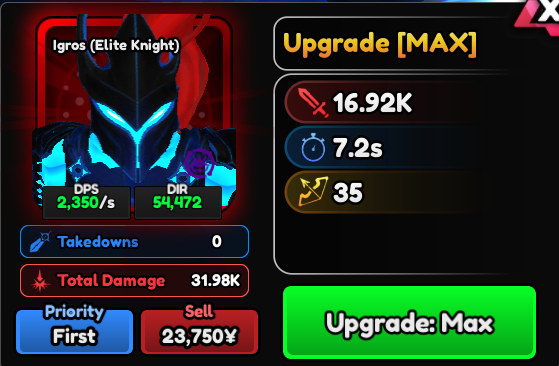 X
Igros (Elite Knight)
Upgrade [MAX]
16.92K
7.2s
35
DPS
2,350/s
DIR
54,472
Takedowns 0
Total Damage 31.98K
Priority
First
Sell
23,750¥
Upgrade: Max